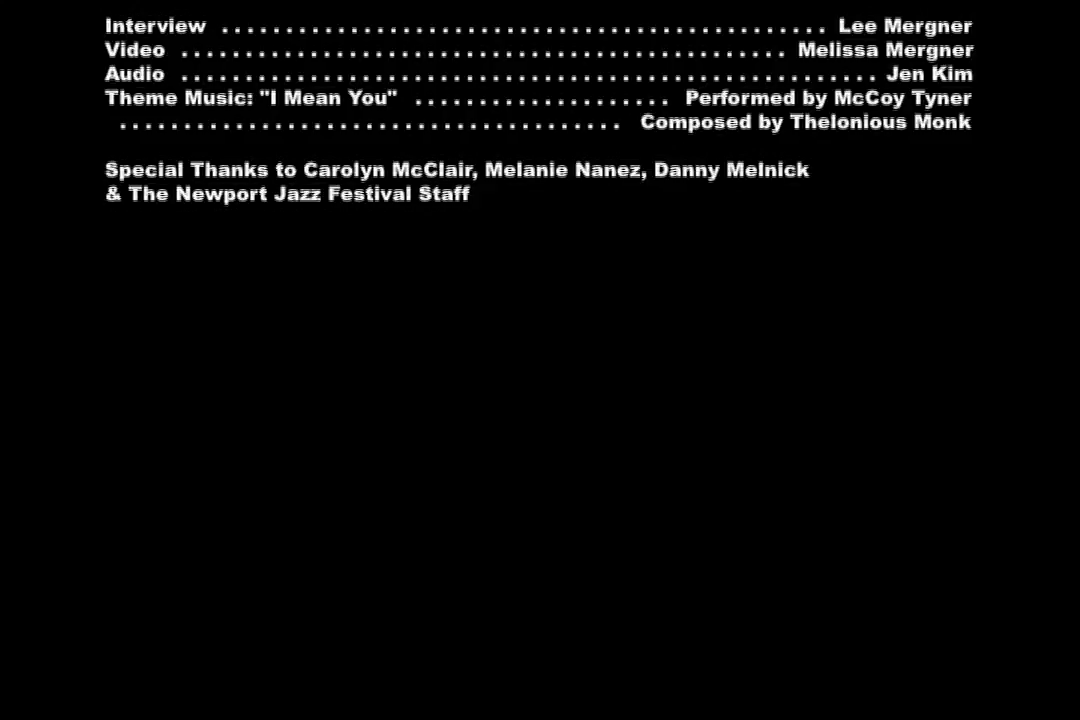 Interview . . . . . . . . . . . . . . . . . . . . . . . . . . . . . . . . . . . . . . . . . . . . . . . Lee Mergner
Video . . . . . . . . . . . . . . . . . . . . . . . . . . . . . . . . . . . . . . . . . . . . . . . Melissa Mergner
Audio . . . . . . . . . . . . . . . . . . . . . . . . . . . . . . . . . . . . . . . . . . . . . . . . . . . . . . Jen Kim
Theme Music: "I Mean You" . . . . . . . . . . . . . . . . . . . . Performed by McCoy Tyner
. . . . . . . . . . . . . . . . . . . . . . . . . . . . . . . . . . . . . . . Composed by Thelonious Monk
Special Thanks to Carolyn McClair, Melanie Nanez, Danny Melnick
& The Newport Jazz Festival Staff